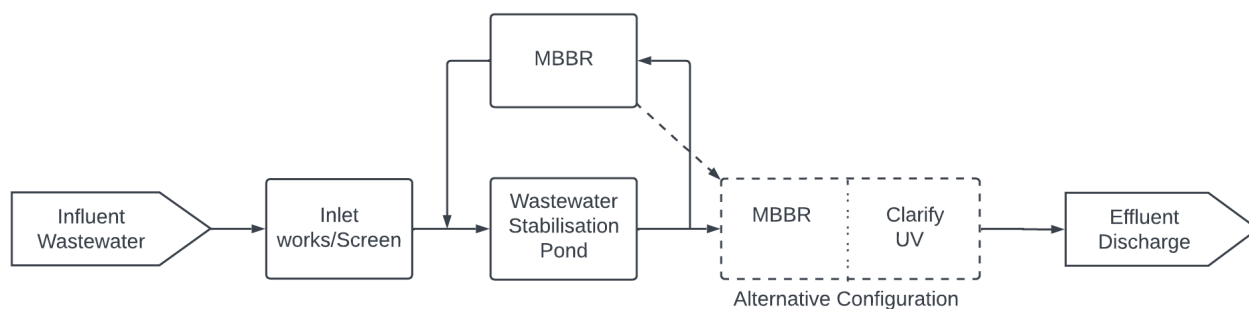 MBBR
Influent
Wastewater
Inlet
works/Screen
Wastewater
Stabilisation
Pond
MBBR
Clarify
UV
Effluent
Discharge
Alternative Configuration